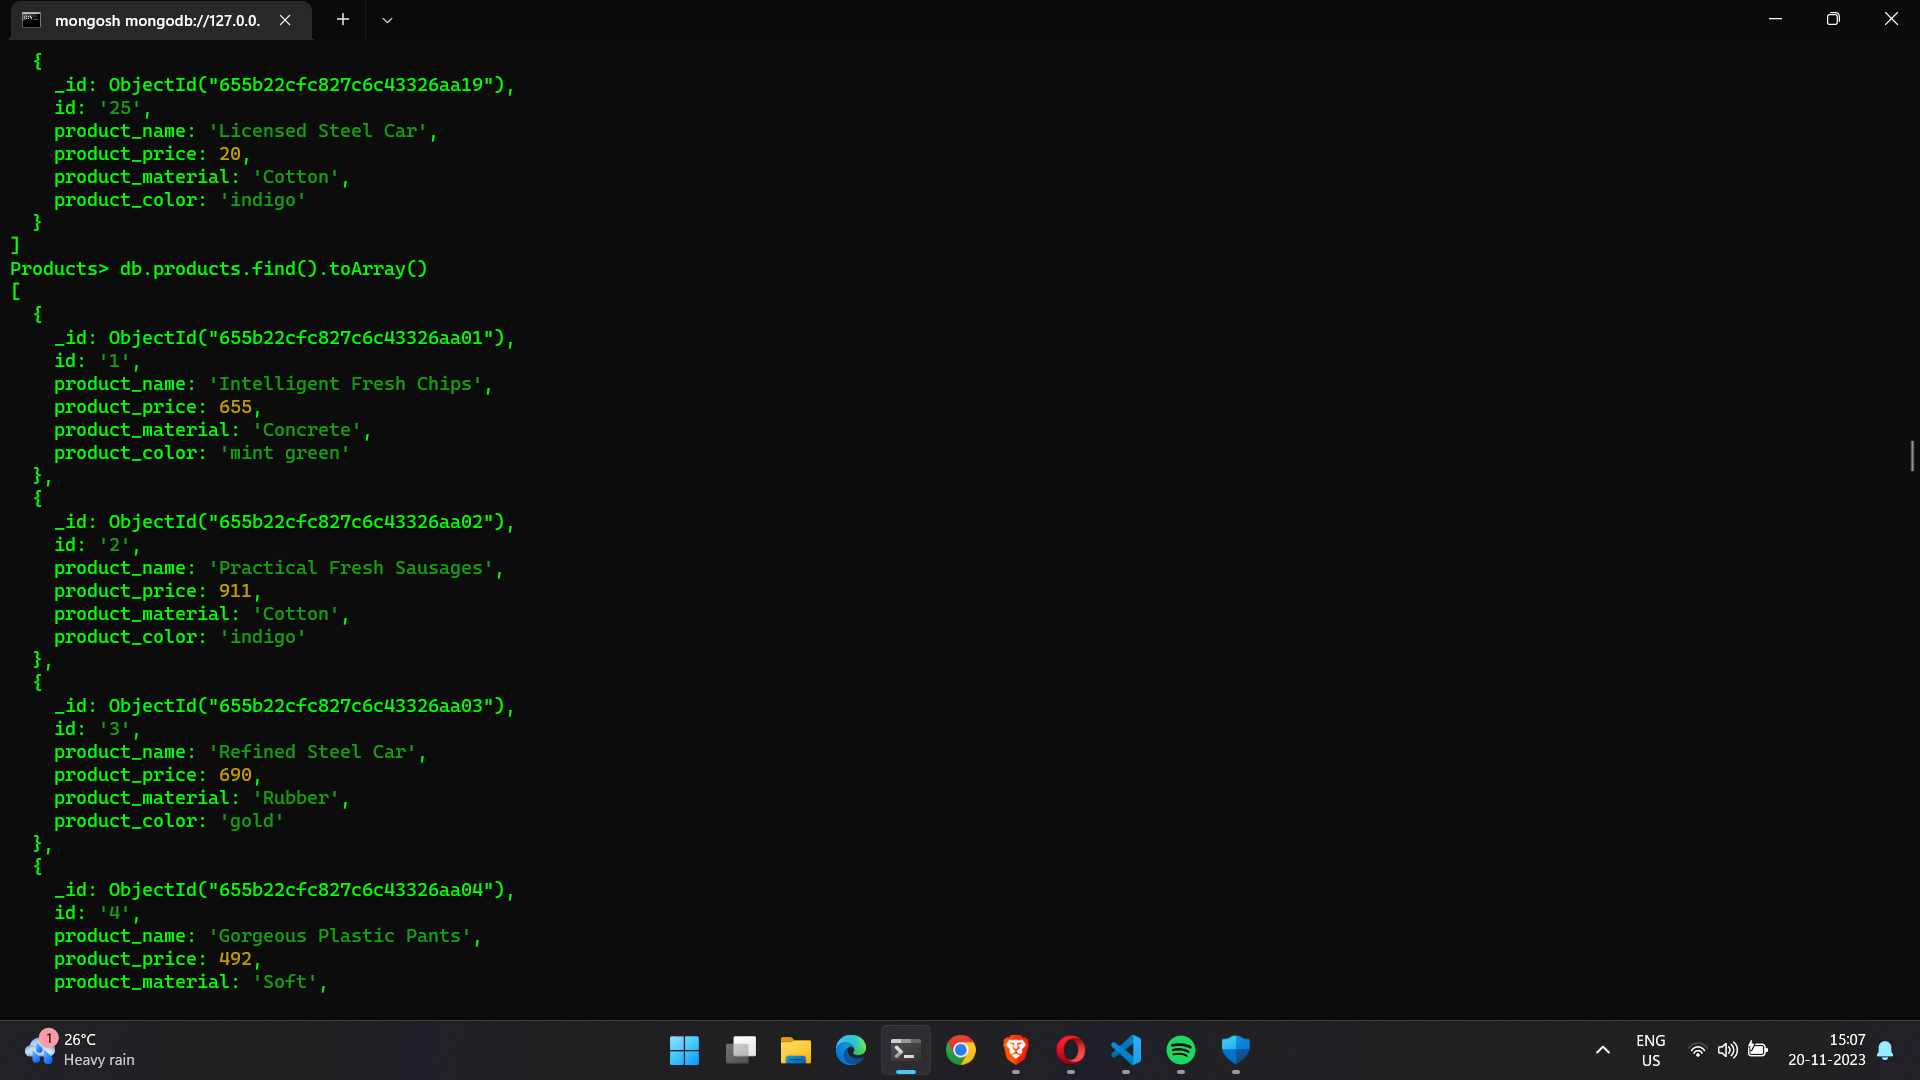 mongosh mongodb://127.0.0.
{
_id: ObjectId("655b22cfc827c6c43326aa19"),
id: '25',
product_name: 'Licensed Steel Car',
product_price: 20,
product_material: 'Cotton',
product_color: 'indigo'
}
]
Products> db.products.find().toArray()
[
{
_id: ObjectId("655b22cfc827c6c43326aa01"),
id: '1',
product_name: 'Intelligent Fresh Chips',
product_price: 655,
product_material: 'Concrete',
product_color: 'mint green'
},
{
_id: ObjectId("655b22cfc827c6c43326aa02"),
id: '2',
product_name: 'Practical Fresh Sausages',
product_price: 911,
product_material: 'Cotton',
product_color: 'indigo'
},
{
_id: ObjectId("655b22cfc827c6c43326aa03"),
id: '3',
product_name: 'Refined Steel Car',
product_price: 690,
product_material: 'Rubber',
product_color: 'gold'
},
{
_id: ObjectId("655b22cfc827c6c43326aa04"),
id: '4',
product_name: 'Gorgeous Plastic Pants',
product_price: 492,
product_material: 'Soft',
1
26°C
Heavy rain
ENG
US
15:07
20-11-2023